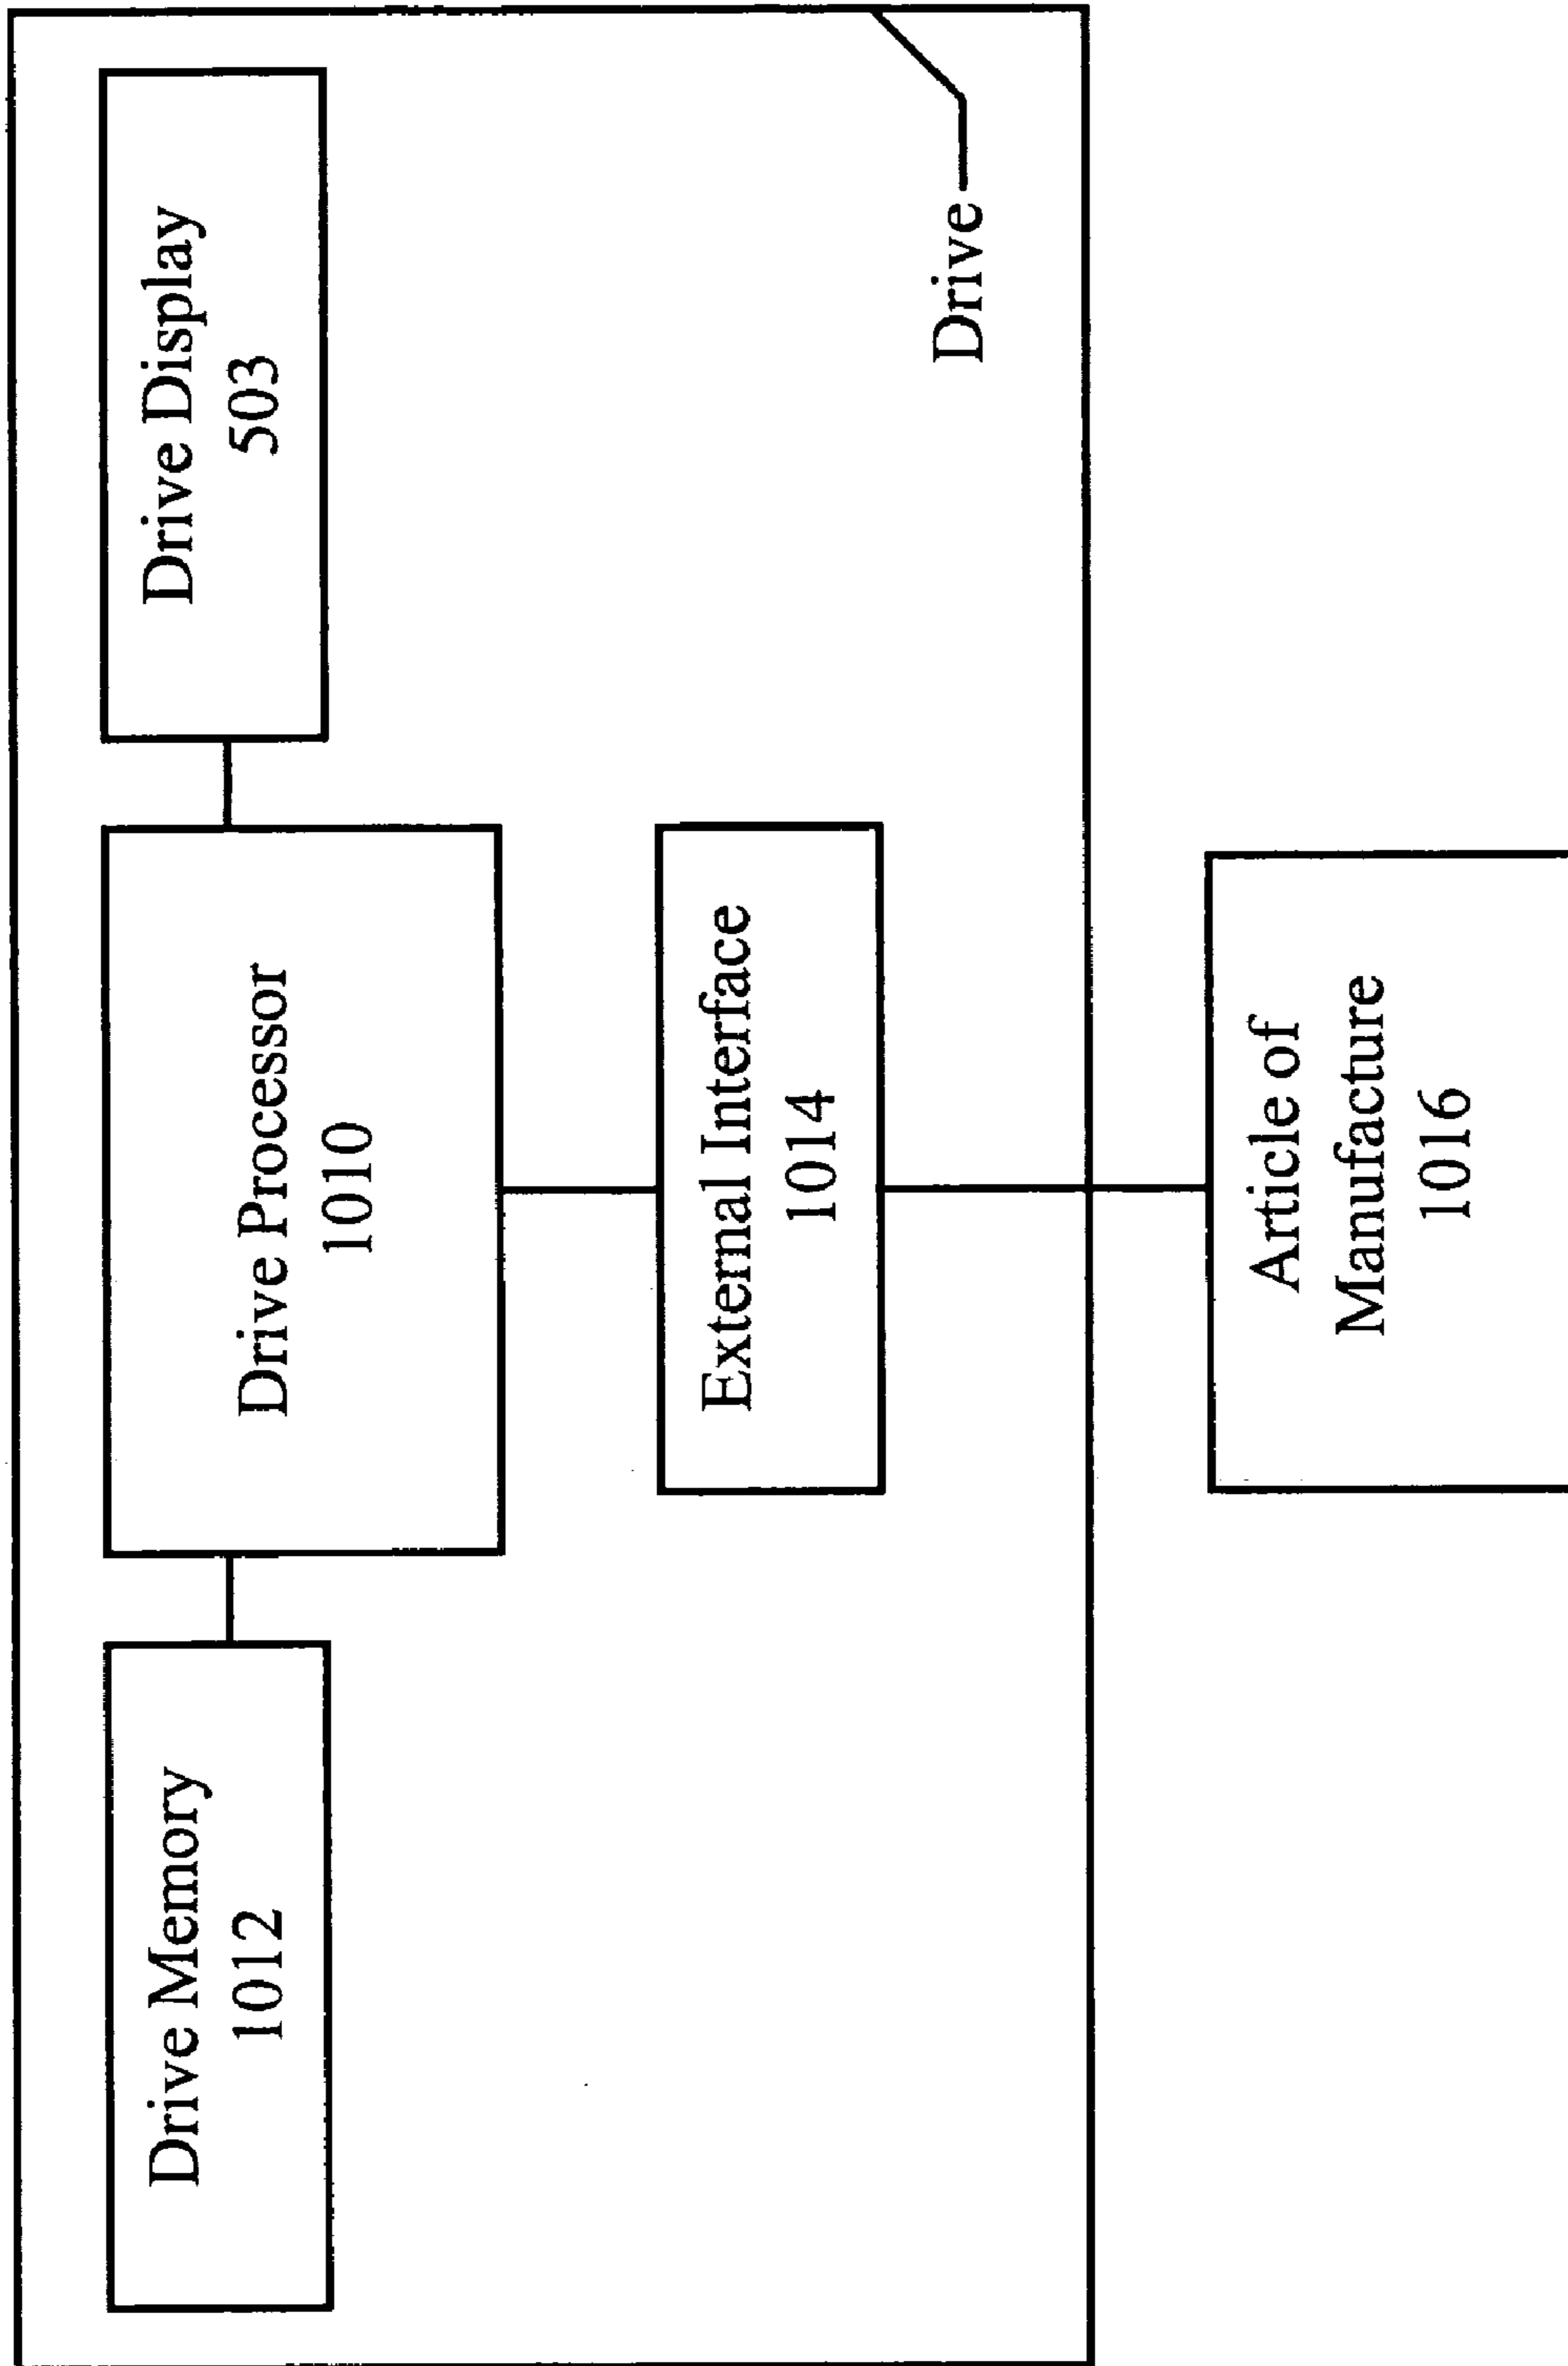 Drive Memory
1012
Drive Processor
1010
Drive Display
503
External Interface
1014
Drive
Article of
Manufacture
1016